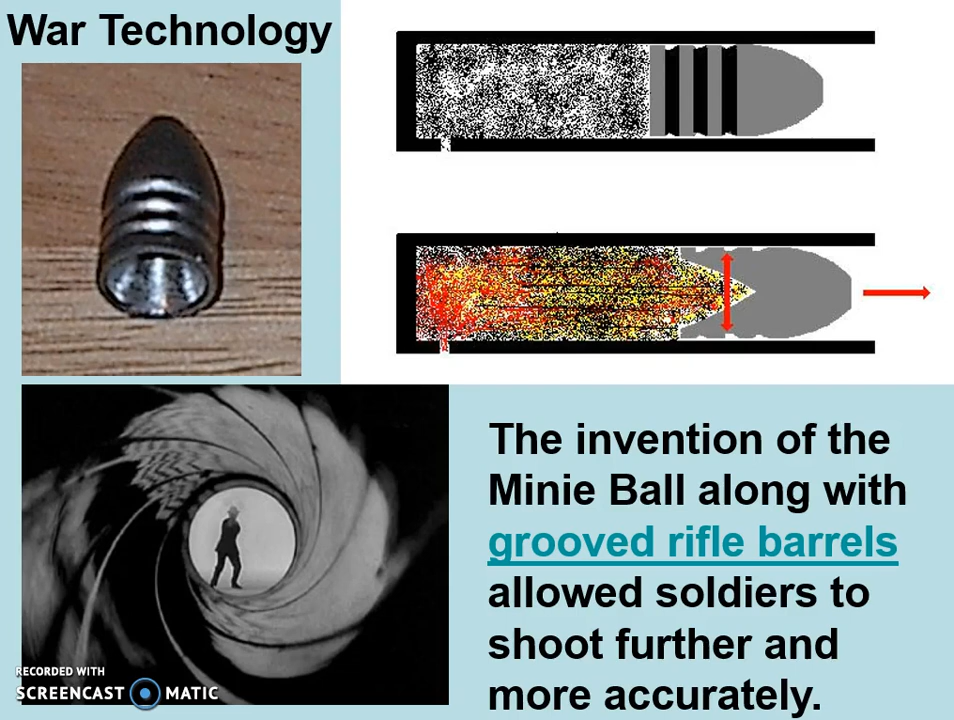 War Technology
The invention of the
Minie Ball along with
grooved rifle barrels
allowed soldiers to
shoot further and
more accurately.
RECORDED WITH
SCREENCAST MATIC